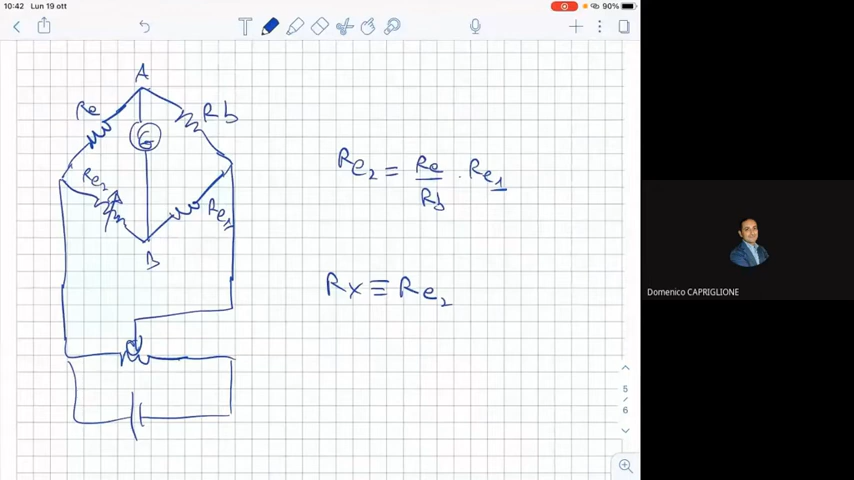 10:42 Lun 19 ott
90%
T
A
Re
Rb
G
Re2
Re1
B
Re2 = Re/Rb · Re1
Rx ≡ Re2
5
6
Domenico CAPRIGLIONE